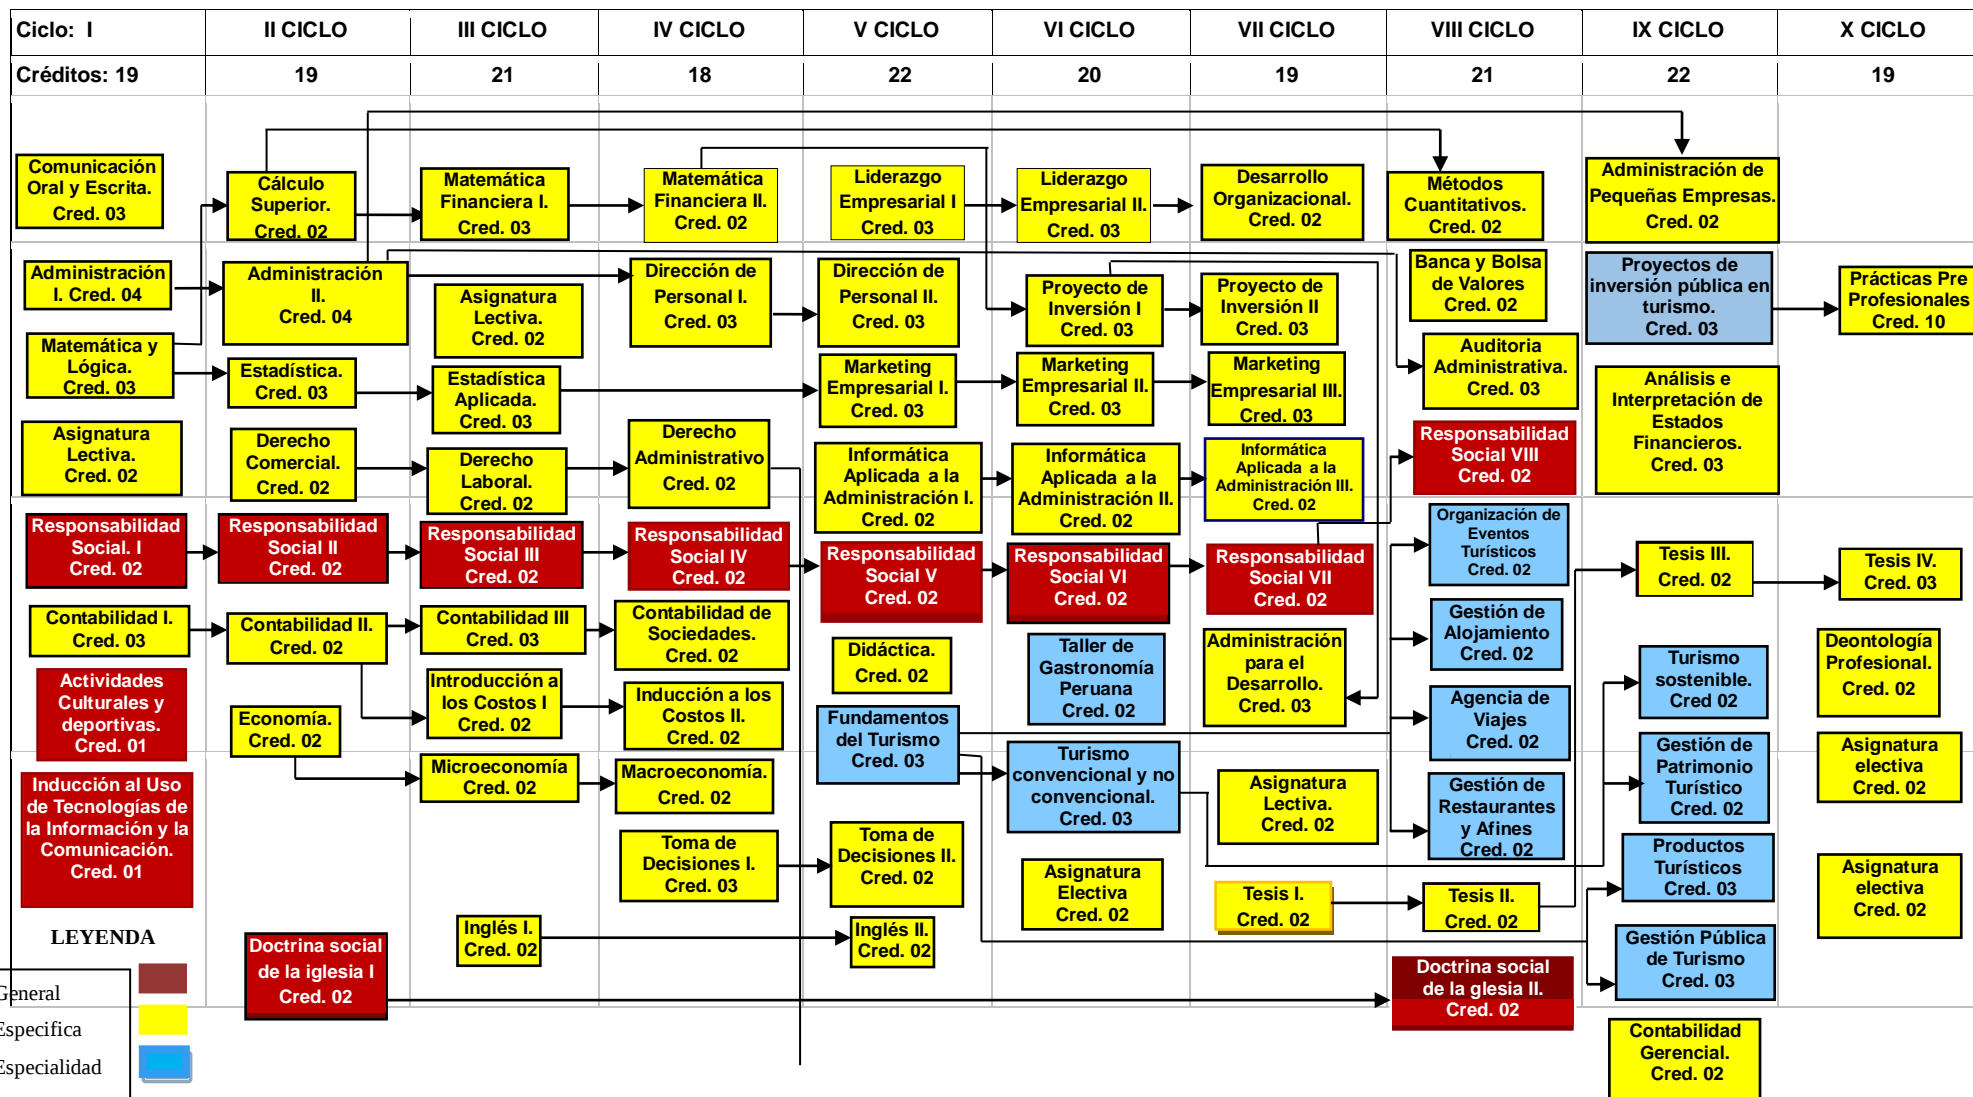 Ciclo: I
II CICLO
III CICLO
IV CICLO
V CICLO
VI CICLO
VII CICLO
VIII CICLO
IX CICLO
X CICLO
Créditos: 19
19
21
18
22
20
19
21
22
19
Comunicación
Oral y Escrita.
Cred. 03
Administración
I. Cred. 04
Matemática y
Lógica.
Cred. 03
Asignatura
Lectiva.
Cred. 02
Responsabilidad
Social. I
Cred. 02
Contabilidad I.
Cred. 03
Actividades
Culturales y
deportivas.
Cred. 01
Inducción al Uso
de Tecnologías de
la Información y la
Comunicación.
Cred. 01
LEYENDA
General
Especifica
Especialidad
Cálculo
Superior.
Cred. 02
Administración
II.
Cred. 04
Estadística.
Cred. 03
Derecho
Comercial.
Cred. 02
Responsabilidad
Social II
Cred. 02
Contabilidad II.
Cred. 02
Economía.
Cred. 02
Doctrina social
de la iglesia I
Cred. 02
Matemática
Financiera I.
Cred. 03
Asignatura
Lectiva.
Cred. 02
Estadística
Aplicada.
Cred. 03
Derecho
Laboral.
Cred. 02
Responsabilidad
Social III
Cred. 02
Contabilidad III
Cred. 03
Introducción a
los Costos I
Cred. 02
Microeconomía
Cred. 02
Inglés I.
Cred. 02
Matemática
Financiera II.
Cred. 02
Dirección de
Personal I.
Cred. 03
Derecho
Administrativo
Cred. 02
Responsabilidad
Social IV
Cred. 02
Contabilidad de
Sociedades.
Cred. 02
Inducción a los
Costos II.
Cred. 02
Macroeconomía.
Cred. 02
Toma de
Decisiones I.
Cred. 03
Liderazgo
Empresarial I
Cred. 03
Dirección de
Personal II.
Cred. 03
Marketing
Empresarial I.
Cred. 03
Informática
Aplicada a la
Administración I.
Cred. 02
Responsabilidad
Social V
Cred. 02
Didáctica.
Cred. 02
Fundamentos
del Turismo
Cred. 03
Toma de
Decisiones II.
Cred. 02
Inglés II.
Cred. 02
Liderazgo
Empresarial II.
Cred. 03
Proyecto de
Inversión I
Cred. 03
Marketing
Empresarial II.
Cred. 03
Informática
Aplicada a la
Administración II.
Cred. 02
Responsabilidad
Social VI
Cred. 02
Taller de
Gastronomía
Peruana
Cred. 02
Turismo
convencional y no
convencional.
Cred. 03
Asignatura
Electiva
Cred. 02
Desarrollo
Organizacional.
Cred. 02
Proyecto de
Inversión II
Cred. 03
Marketing
Empresarial III.
Cred. 03
Informática
Aplicada a la
Administración III.
Cred. 02
Responsabilidad
Social VII
Cred. 02
Administración
para el
Desarrollo.
Cred. 03
Asignatura
Lectiva.
Cred. 02
Tesis I.
Cred. 02
Métodos
Cuantitativos.
Cred. 02
Banca y Bolsa
de Valores
Cred. 02
Auditoria
Administrativa.
Cred. 03
Responsabilidad
Social VIII
Cred. 02
Organización de
Eventos
Turísticos
Cred. 02
Gestión de
Alojamiento
Cred. 02
Agencia de
Viajes
Cred. 02
Gestión de
Restaurantes
y Afines
Cred. 02
Tesis II.
Cred. 02
Doctrina social
de la glesia II.
Cred. 02
Administración de
Pequeñas Empresas.
Cred. 02
Proyectos de
inversión pública en
turismo.
Cred. 03
Análisis e
Interpretación de
Estados
Financieros.
Cred. 03
Tesis III.
Cred. 02
Turismo
sostenible.
Cred 02
Gestión de
Patrimonio
Turístico
Cred. 02
Productos
Turísticos
Cred. 03
Gestión Pública
de Turismo
Cred. 03
Contabilidad
Gerencial.
Cred. 02
Prácticas Pre
Profesionales
Cred. 10
Tesis IV.
Cred. 03
Deontología
Profesional.
Cred. 02
Asignatura
electiva
Cred. 02
Asignatura
electiva
Cred. 02